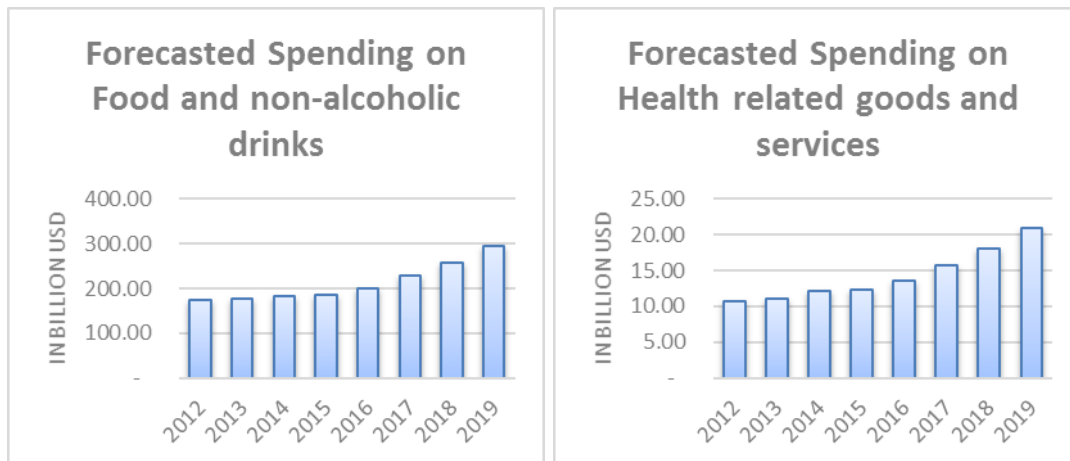 Forecasted Spending on
Food and non-alcoholic
drinks
400.00
300.00
200.00
100.00
-
IN BILLION USD
2012 2013 2014 2015 2016 2017 2018 2019
Forecasted Spending on
Health related goods and
services
25.00
20.00
15.00
10.00
5.00
-
IN BILLION USD
2012 2013 2014 2015 2016 2017 2018 2019